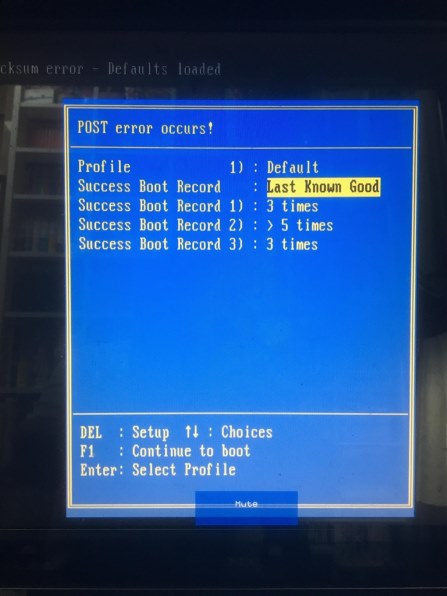 cksum error - Defaults loaded
POST error occurs!
Profile 1) : Default
Success Boot Record : Last Known Good
Success Boot Record 1) : 3 times
Success Boot Record 2) : > 5 times
Success Boot Record 3) : 3 times
DEL : Setup ↑↓ : Choices
F1 : Continue to boot
Enter: Select Profile
Mute